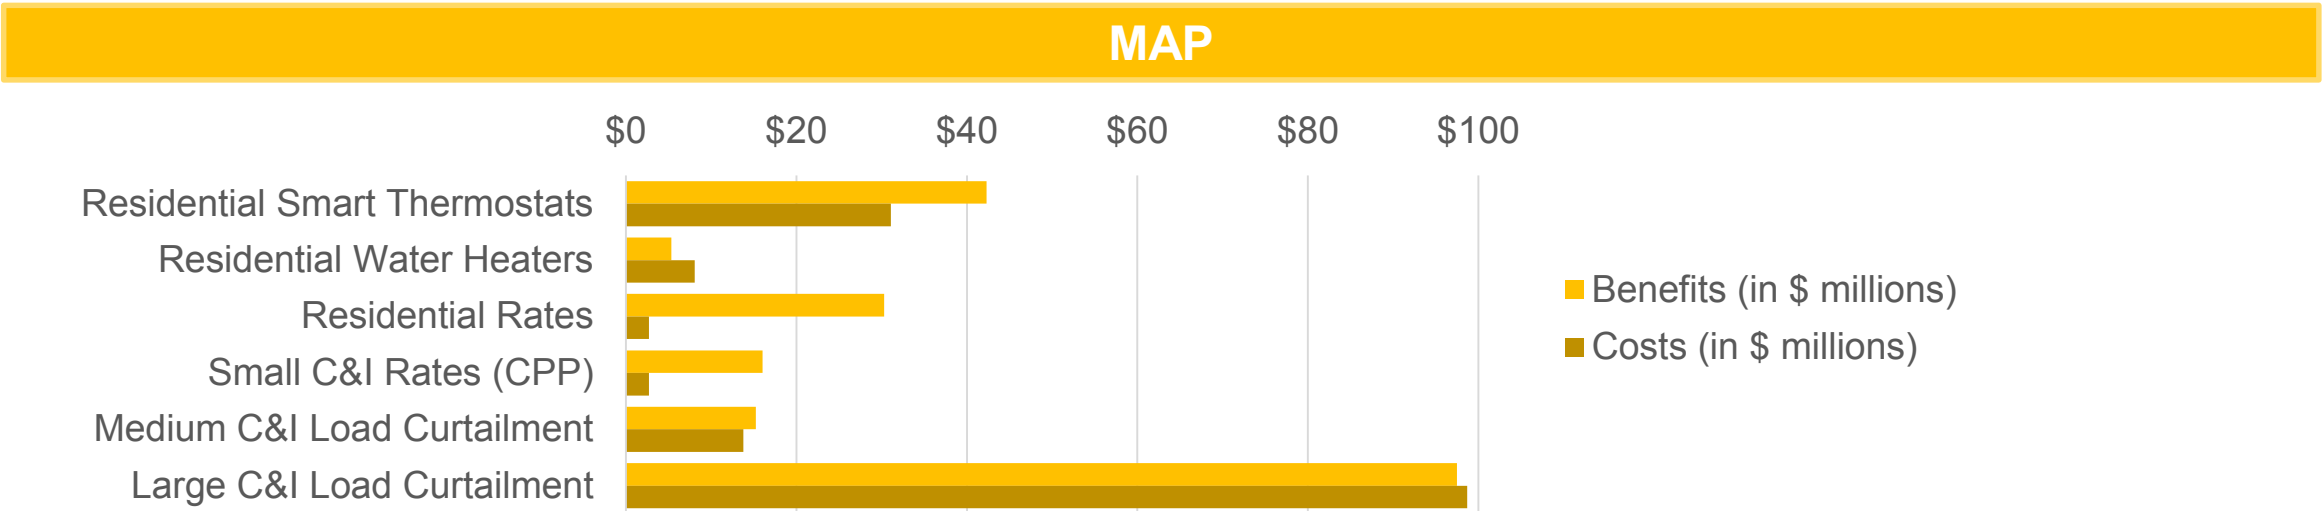 MAP
$0 $20 $40 $60 $80 $100
Residential Smart Thermostats
Residential Water Heaters
Residential Rates
Small C&I Rates (CPP)
Medium C&I Load Curtailment
Large C&I Load Curtailment
Benefits (in $ millions)
Costs (in $ millions)